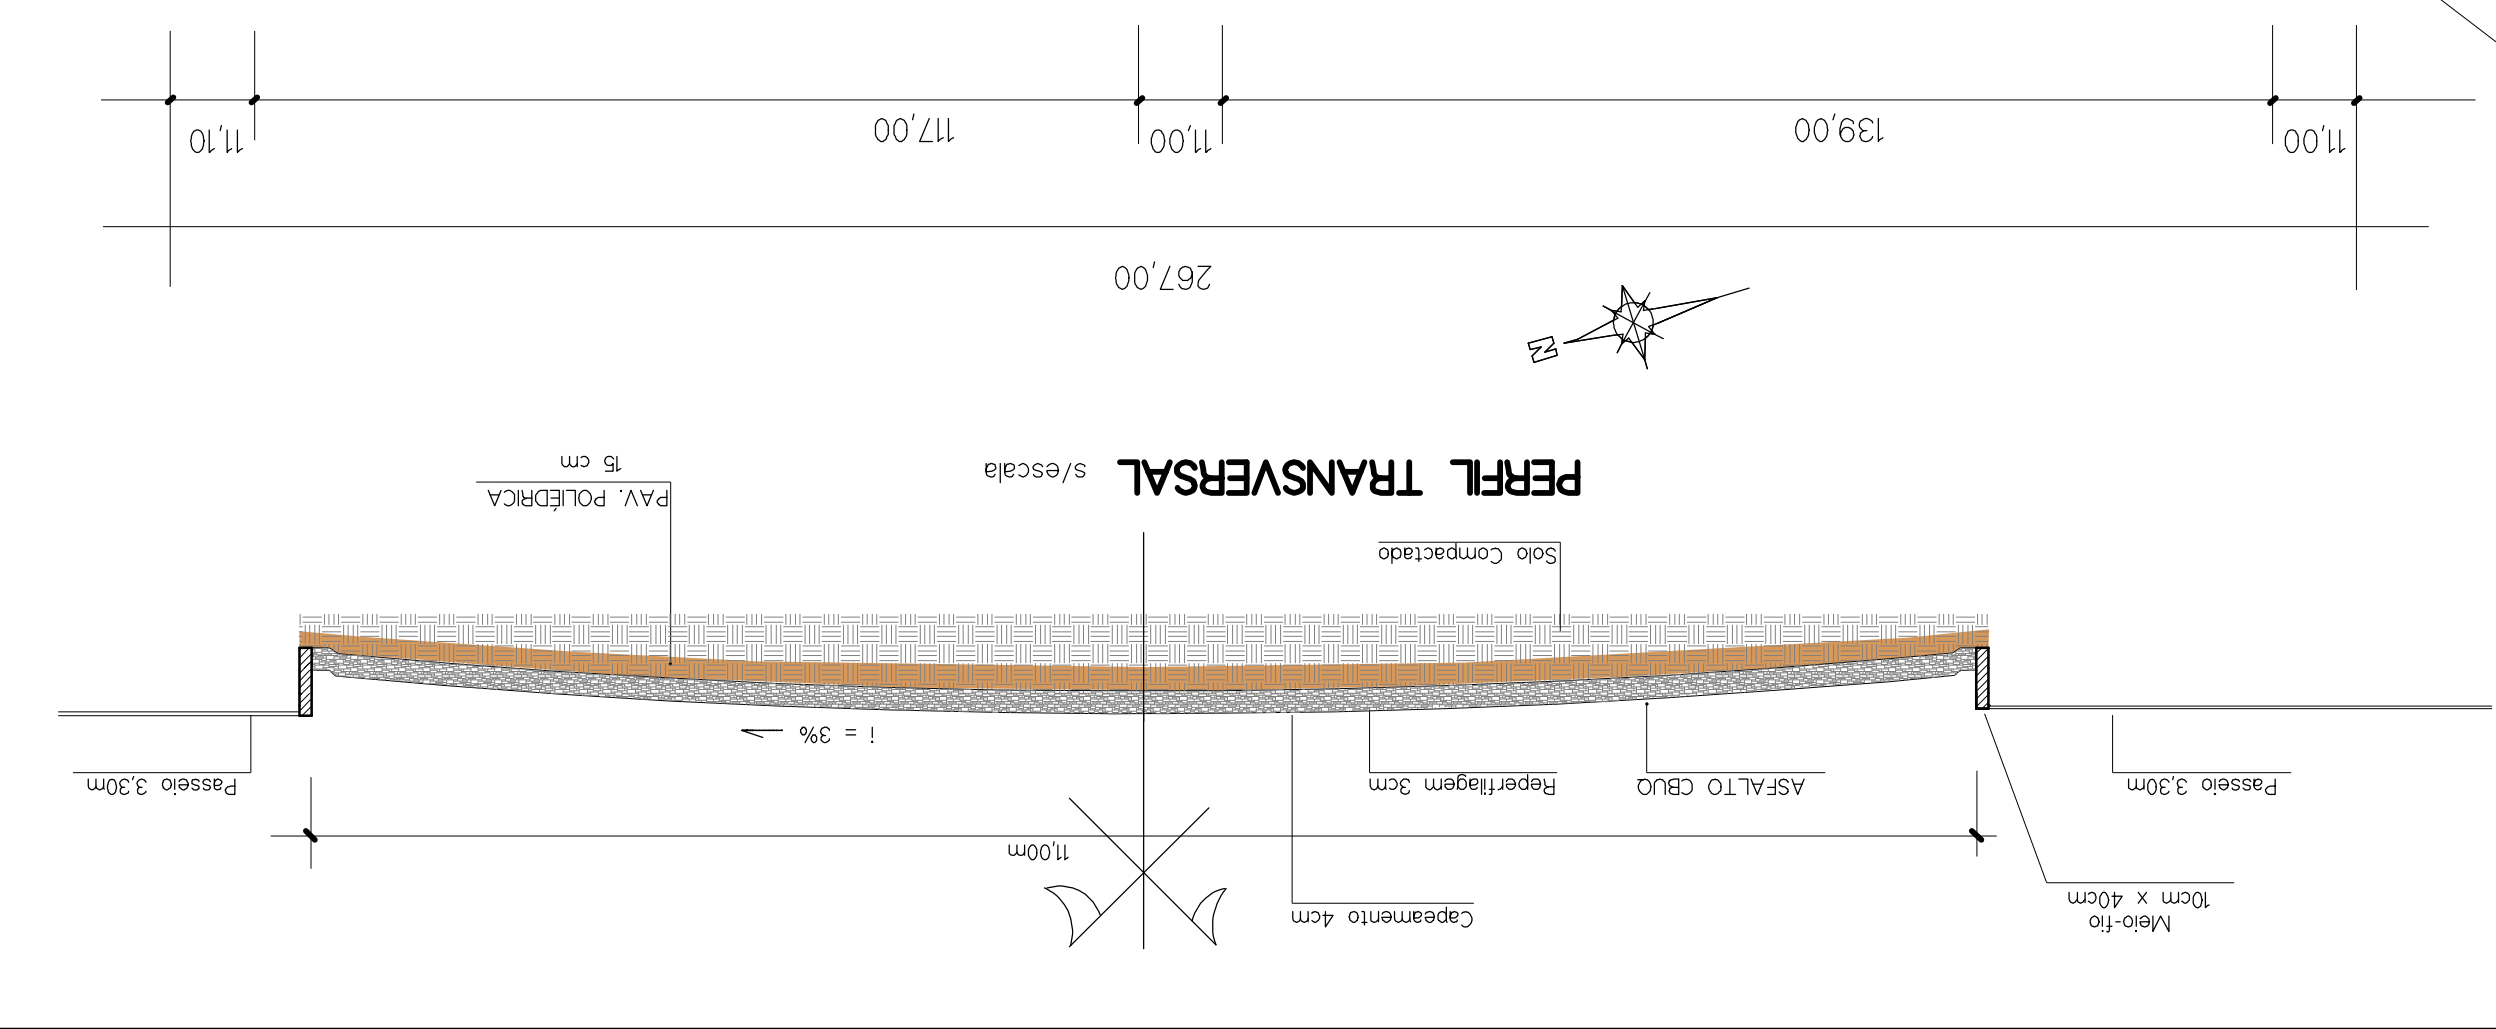 Meio-fio
10cm x 40cm
Capeamento 4cm
11,00m
Passeio 3,30m
ASFALTO CBUQ
Reperfilagem 3cm
Passeio 3,30m
i = 3%
Solo Compactado
PAV. POLIÉDRICA
15 cm
PERFIL TRANSVERSAL s/escala
N
267,00
11,00
139,00
11,00
117,00
11,10